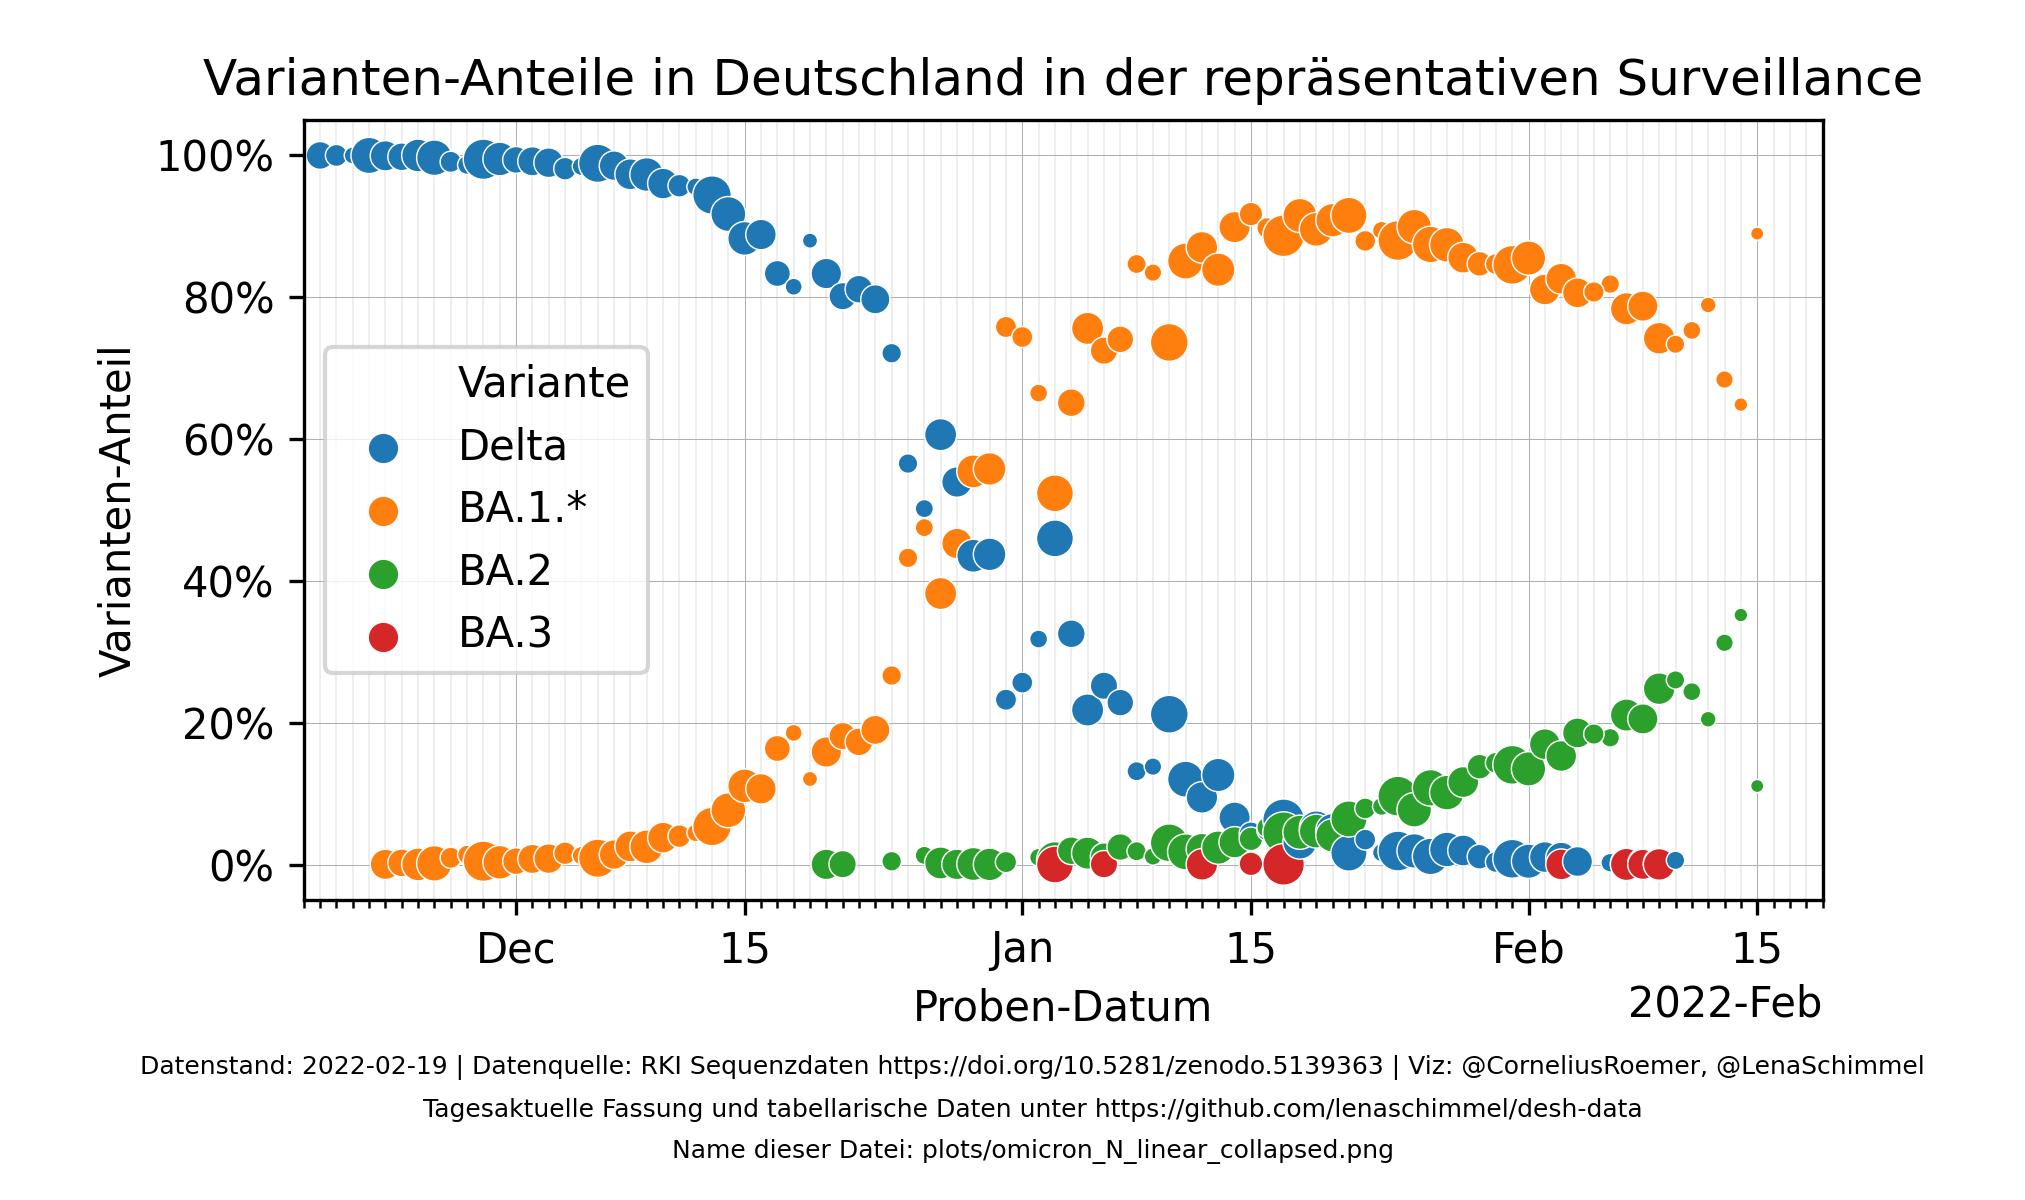 Varianten-Anteile in Deutschland in der repräsentativen Surveillance
Varianten-Anteil
100%
80%
60%
40%
20%
0%
Variante
Delta
BA.1.*
BA.2
BA.3
Dec 15 Jan 15 Feb 15
Proben-Datum
2022-Feb
Datenstand: 2022-02-19 | Datenquelle: RKI Sequenzdaten https://doi.org/10.5281/zenodo.5139363 | Viz: @CorneliusRoemer, @LenaSchimmel
Tagesaktuelle Fassung und tabellarische Daten unter https://github.com/lenaschimmel/desh-data
Name dieser Datei: plots/omicron_N_linear_collapsed.png